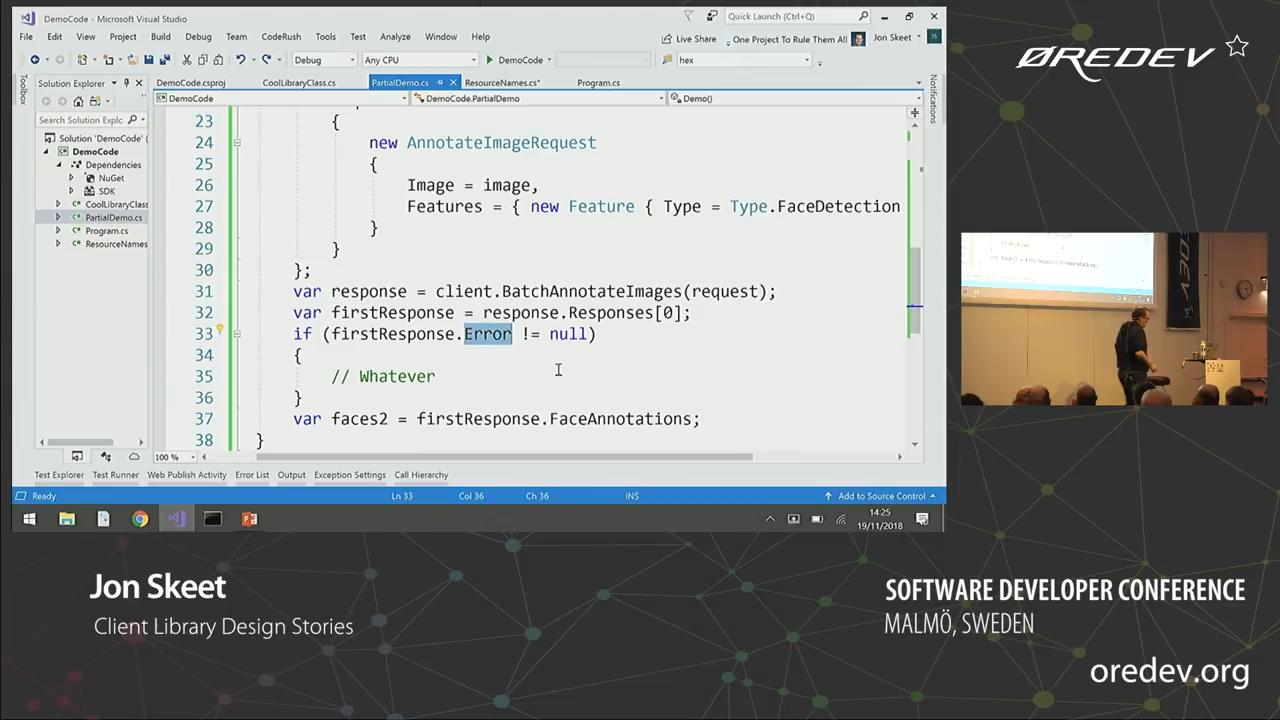 DemoCode - Microsoft Visual Studio
Quick Launch (Ctrl+Q)
File Edit View Project Build Debug Team CodeRush Tools Test Analyze Window Help
Live Share
One Project To Rule Them All
Jon Skeet
JS
Debug
Any CPU
DemoCode
hex
Toolbox
Solution Explorer
DemoCode.csproj
CoolLibraryClass.cs
PartialDemo.cs
ResourceNames.cs*
Program.cs
Notifications
DemoCode
DemoCode.PartialDemo
Demo()
Search Solution Explc
Solution 'DemoCode' (
DemoCode
Dependencies
NuGet
SDK
CoolLibraryClass
PartialDemo.cs
Program.cs
ResourceNames
23 {
24 new AnnotateImageRequest
25 {
26 Image = image,
27 Features = { new Feature { Type = Type.FaceDetection
28 }
29 }
30 };
31 var response = client.BatchAnnotateImages(request);
32 var firstResponse = response.Responses[0];
33 if (firstResponse.Error != null)
34 {
35 // Whatever
36 }
37 var faces2 = firstResponse.FaceAnnotations;
38 }
100 %
Test Explorer Test Runner Web Publish Activity Error List Output Exception Settings Call Hierarchy
Ready
Ln 33
Col 36
Ch 36
INS
Add to Source Control
14:25
19/11/2018
ØREDEV
Jon Skeet
Client Library Design Stories
SOFTWARE DEVELOPER CONFERENCE
MALMÖ, SWEDEN
oredev.org